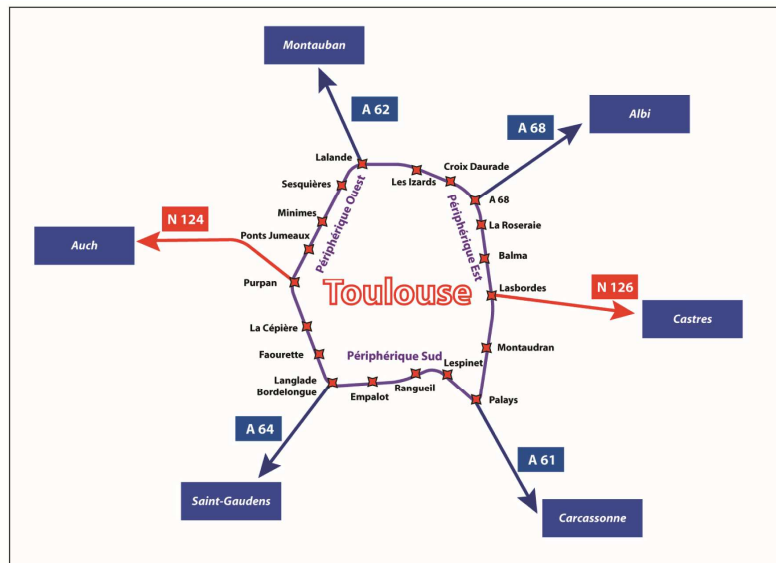 Montauban
Albi
A 62
A 68
Lalande
Croix Daurade
Les Izards
Sesquières
A 68
Minimes
La Roseraie
Périphérique Ouest
Périphérique Est
N 124
Ponts Jumeaux
Auch
Balma
Purpan
Toulouse
Lasbordes
N 126
Castres
La Cépière
Montaudran
Faourette
Périphérique Sud
Lespinet
Langlade
Bordelongue
Empalot
Rangueil
Palays
A 64
A 61
Saint-Gaudens
Carcassonne